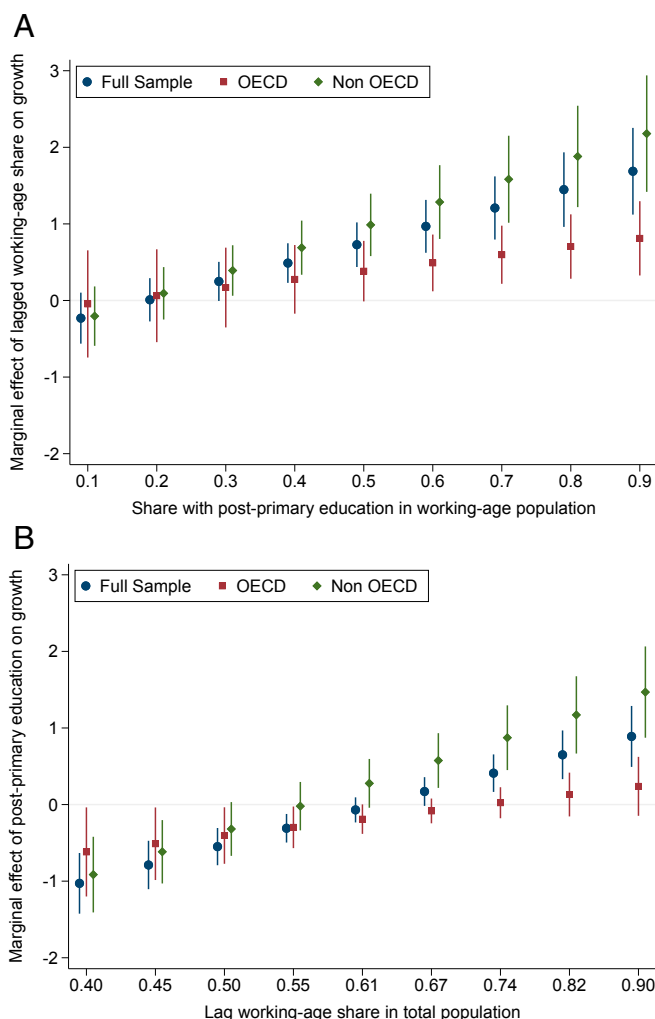 A
Marginal effect of lagged working-age share on growth
Full Sample OECD Non OECD
3
2
1
0
-1
-2
0.1 0.2 0.3 0.4 0.5 0.6 0.7 0.8 0.9
Share with post-primary education in working-age population
B
Marginal effect of post-primary education on growth
Full Sample OECD Non OECD
3
2
1
0
-1
-2
0.40 0.45 0.50 0.55 0.61 0.67 0.74 0.82 0.90
Lag working-age share in total population